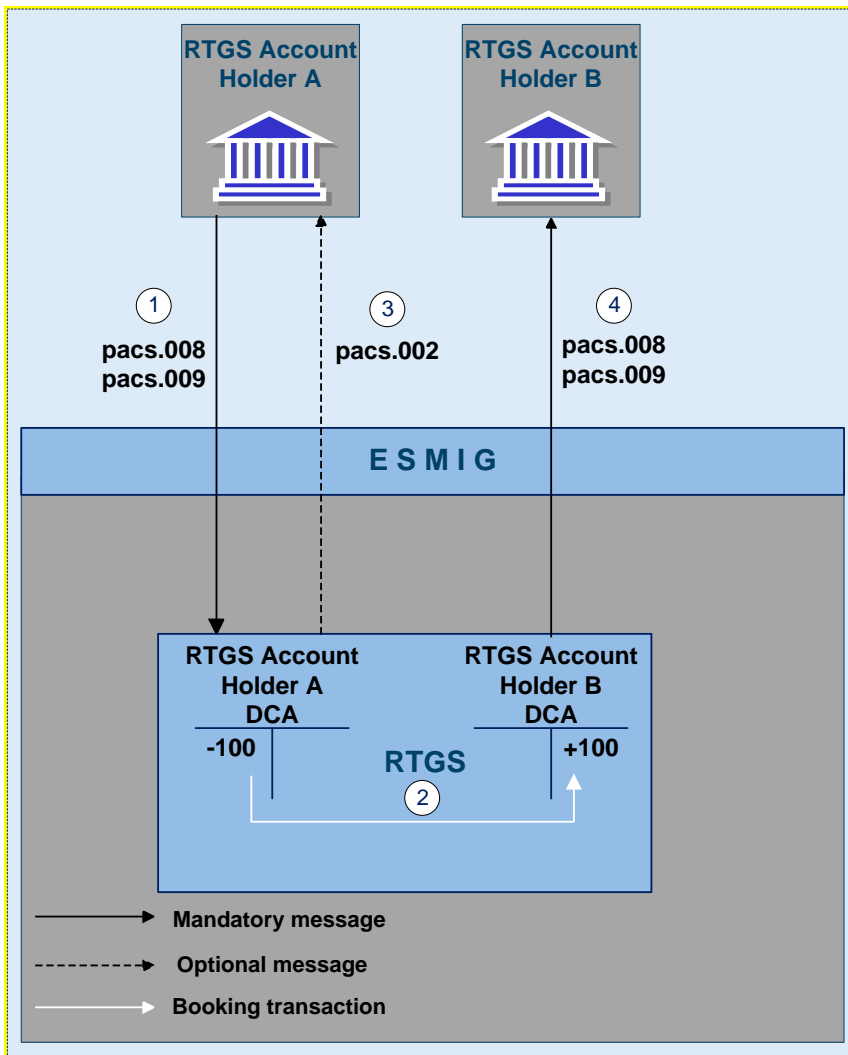 RTGS Account
Holder A
RTGS Account
Holder B
1
pacs.008
pacs.009
3
pacs.002
4
pacs.008
pacs.009
E S M I G
RTGS Account
Holder A
DCA
-100
RTGS Account
Holder B
DCA
+100
RTGS
2
Mandatory message
Optional message
Booking transaction